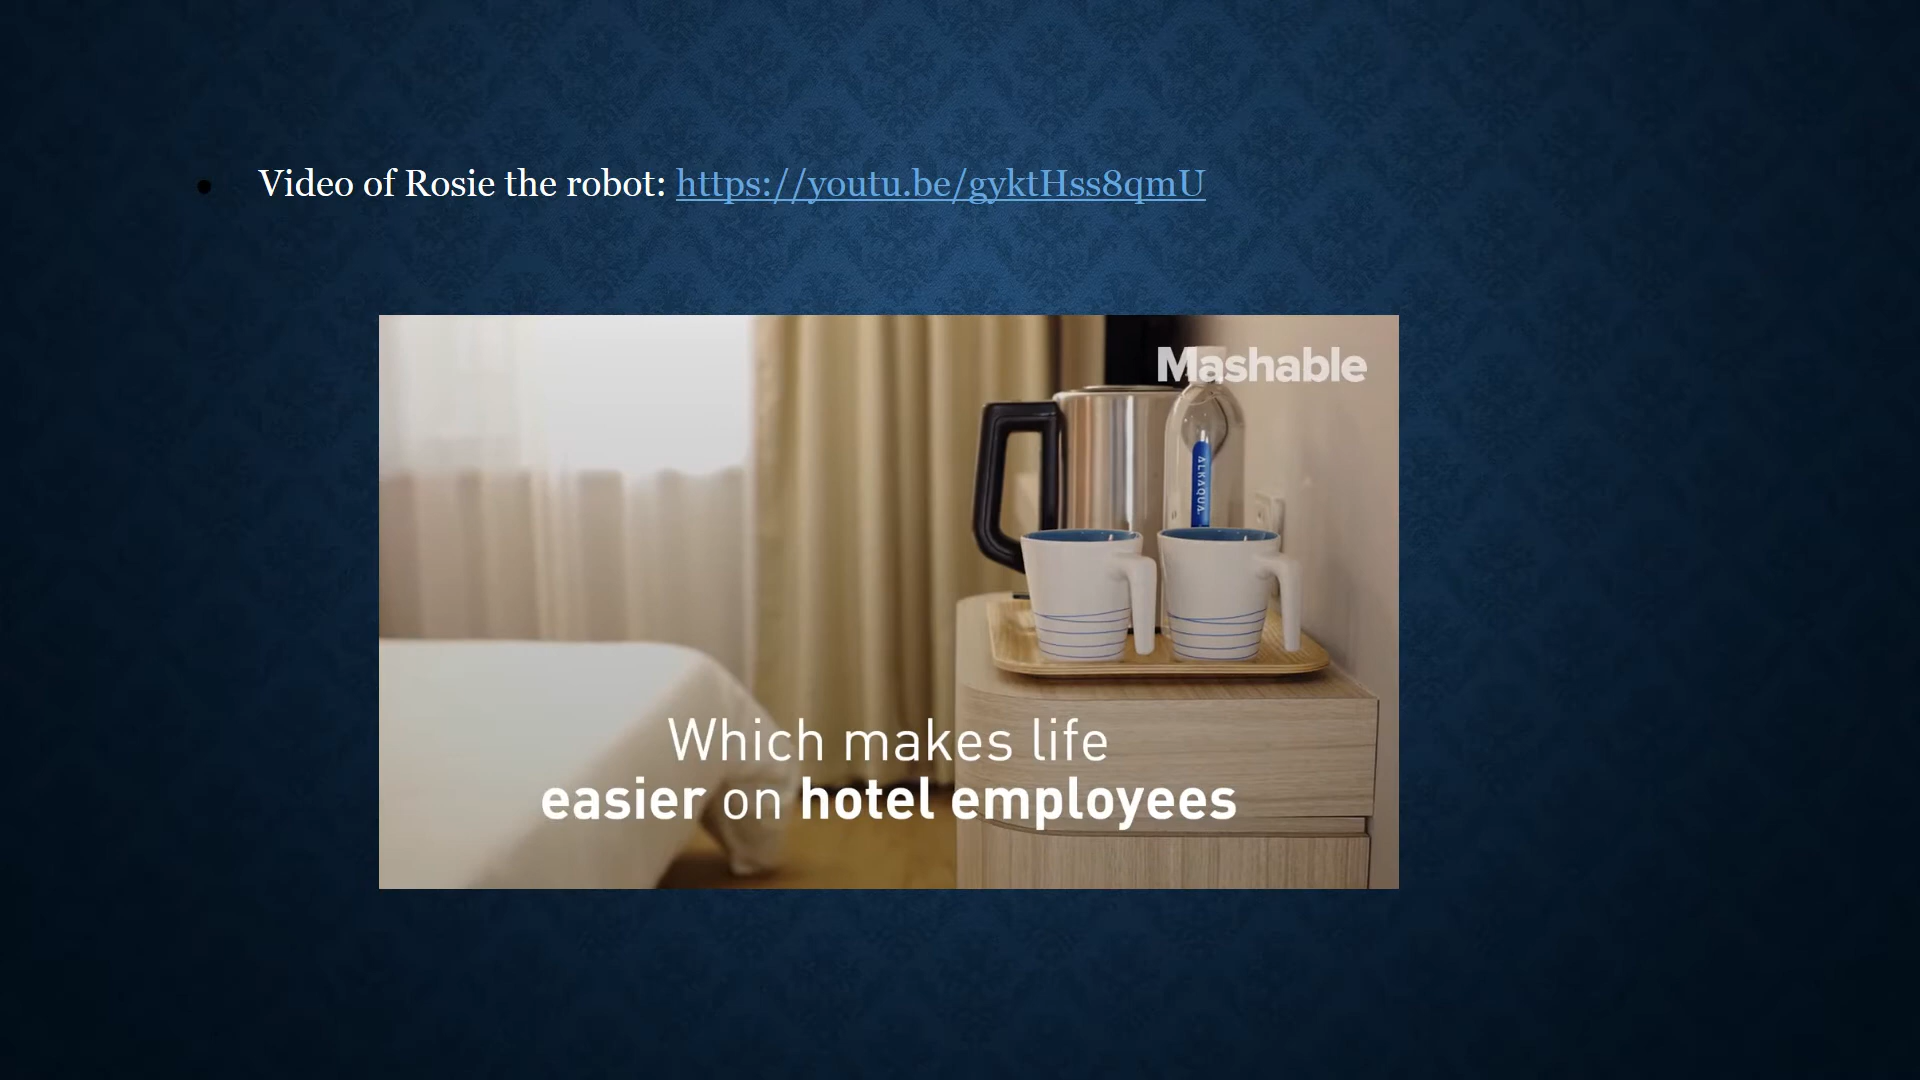 Video of Rosie the robot: https://youtu.be/gyktHss8qmU
Mashable
ALKAQUA.
Which makes life
easier on hotel employees